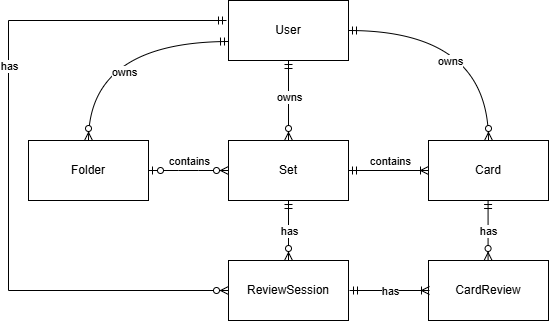 User
has
owns
owns
owns
Folder
contains
Set
contains
Card
has
has
ReviewSession
has
CardReview